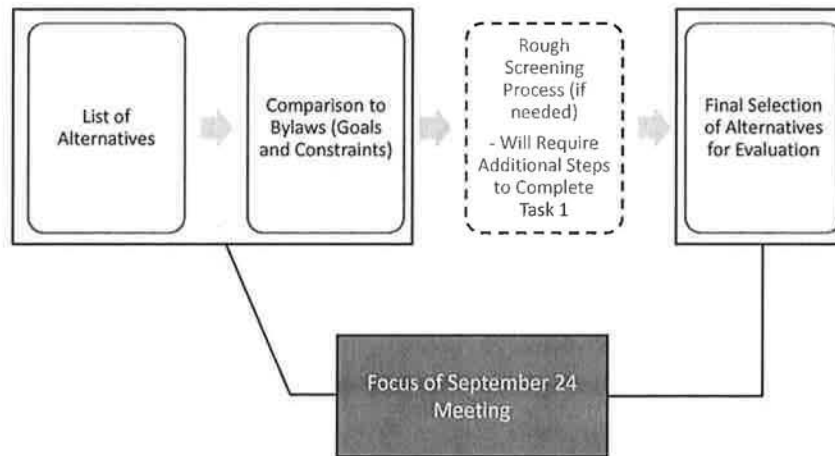 List of
Alternatives
Comparison to
Bylaws (Goals
and Constraints)
Rough
Screening
Process (if
needed)
- Will Require
Additional Steps
to Complete
Task 1
Final Selection
of Alternatives
for Evaluation
Focus of September 24
Meeting